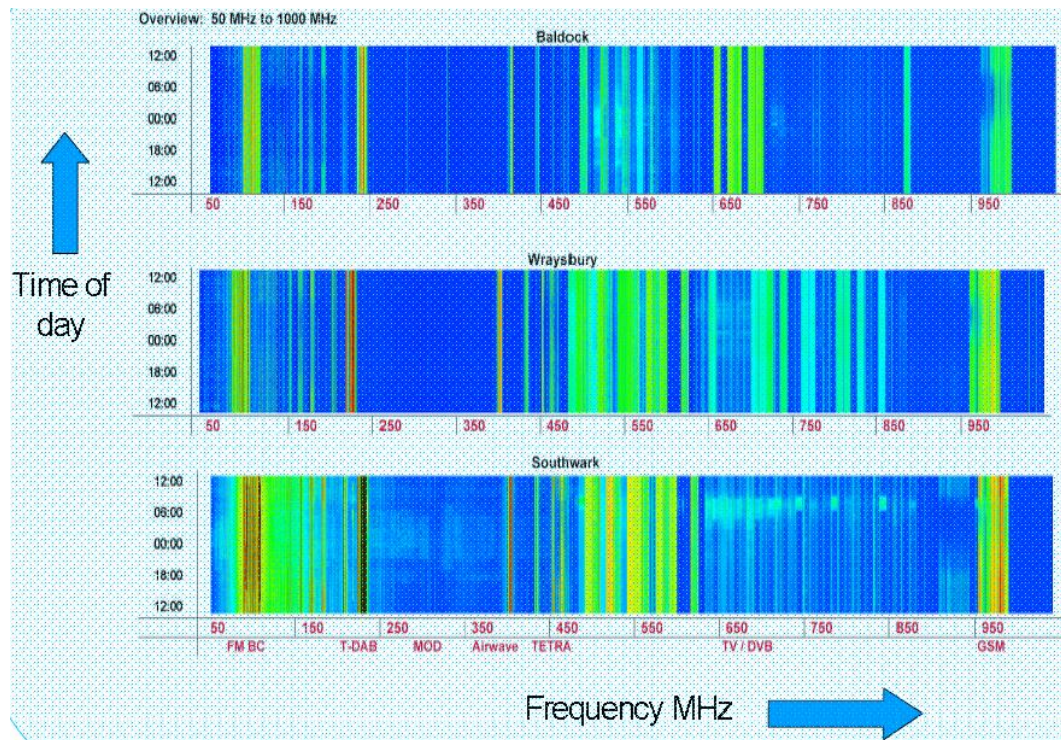 Overview: 50 MHz to 1000 MHz
Baldock
12:00
06:00
00:00
18:00
12:00
50 150 250 350 450 550 650 750 850 950
Time of
day
Wraysbury
12:00
06:00
00:00
18:00
12:00
50 150 250 350 450 550 650 750 850 950
Southwark
12:00
06:00
00:00
18:00
12:00
50 150 250 350 450 550 650 750 850 950
FM BC T-DAB MOD Airwave TETRA TV / DVB GSM
Frequency MHz